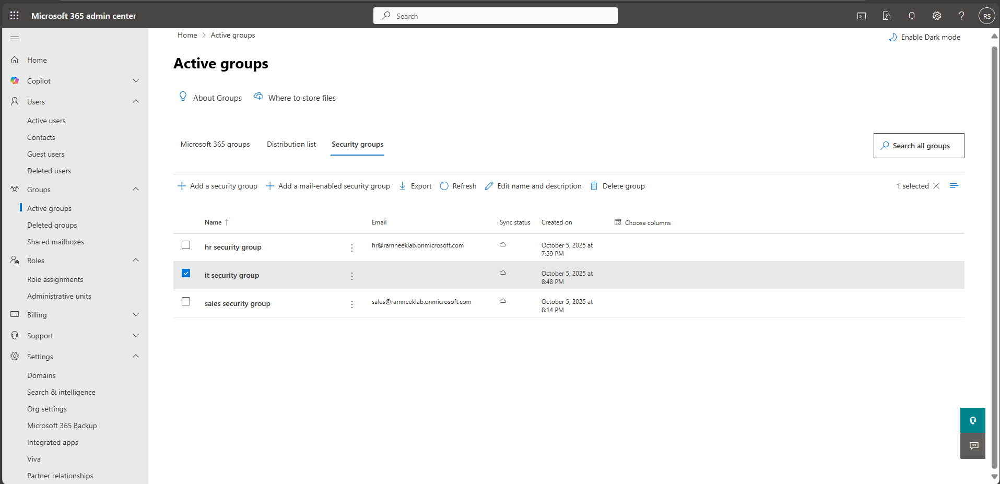 Microsoft 365 admin center
Search
RS
Home
Copilot
Users
Active users
Contacts
Guest users
Deleted users
Groups
Active groups
Deleted groups
Shared mailboxes
Roles
Role assignments
Administrative units
Billing
Support
Settings
Domains
Search & intelligence
Org settings
Microsoft 365 Backup
Integrated apps
Viva
Partner relationships
Home > Active groups
Enable Dark mode
Active groups
About Groups Where to store files
Microsoft 365 groups Distribution list Security groups
Search all groups
Add a security group Add a mail-enabled security group Export Refresh Edit name and description Delete group 1 selected
Name ↑ Email Sync status Created on Choose columns
hr security group hr@ramneeklab.onmicrosoft.com October 5, 2025 at
7:59 PM
it security group October 5, 2025 at
8:48 PM
sales security group sales@ramneeklab.onmicrosoft.com October 5, 2025 at
8:14 PM